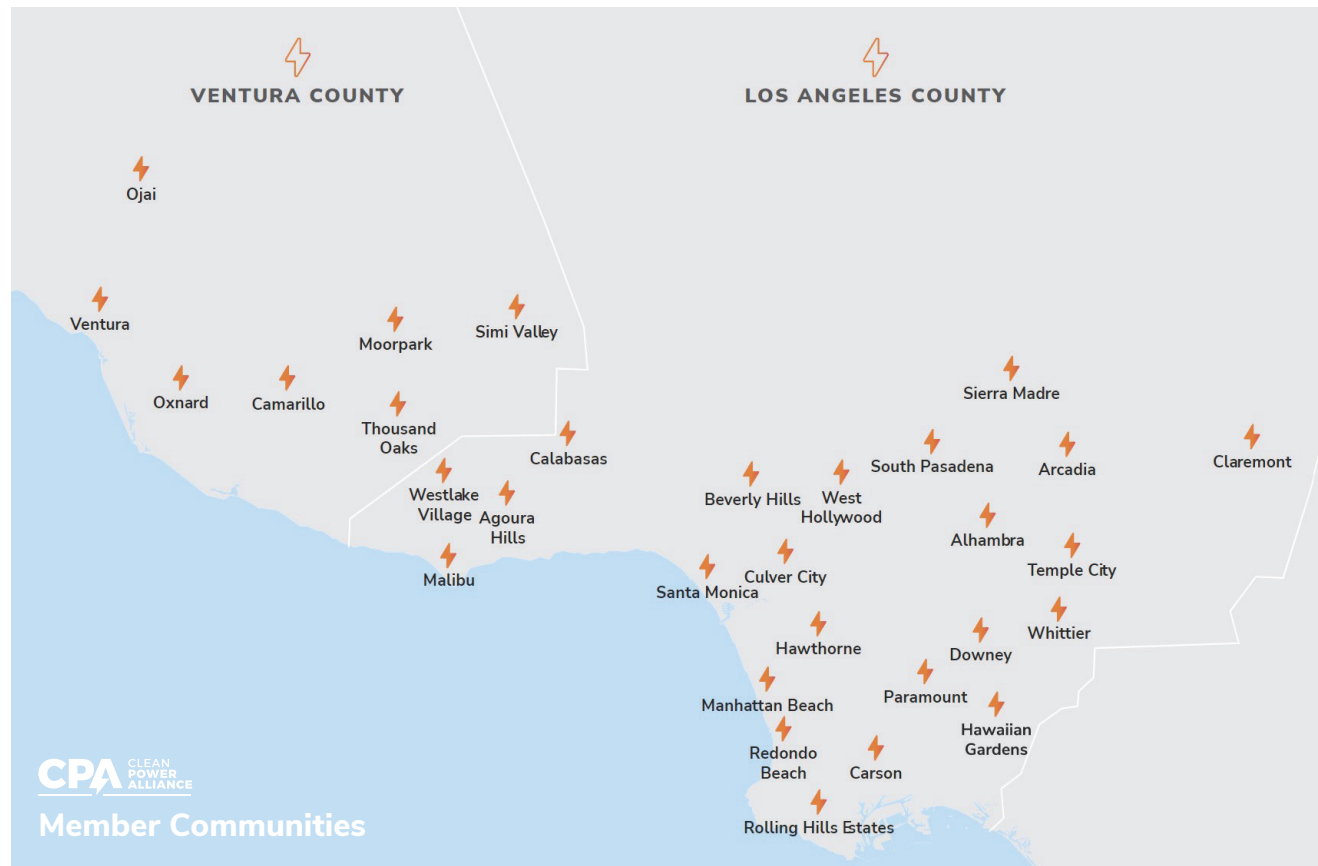 VENTURA COUNTY
LOS ANGELES COUNTY
Ojai
Ventura
Simi Valley
Moorpark
Oxnard
Camarillo
Thousand
Oaks
Sierra Madre
Calabasas
South Pasadena
Arcadia
Claremont
Westlake
Village
Agoura
Hills
Beverly Hills
West
Hollywood
Alhambra
Malibu
Santa Monica
Culver City
Temple City
Hawthorne
Downey
Whittier
Manhattan Beach
Paramount
Hawaiian
Gardens
Redondo
Beach
Carson
Rolling Hills Estates
CPA
CLEAN
POWER
ALLIANCE
Member Communities